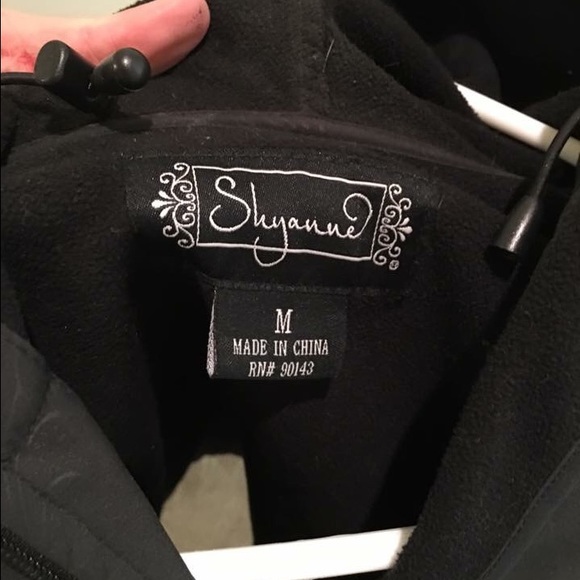 Shyanne
®
M
MADE IN CHINA
RN# 90143